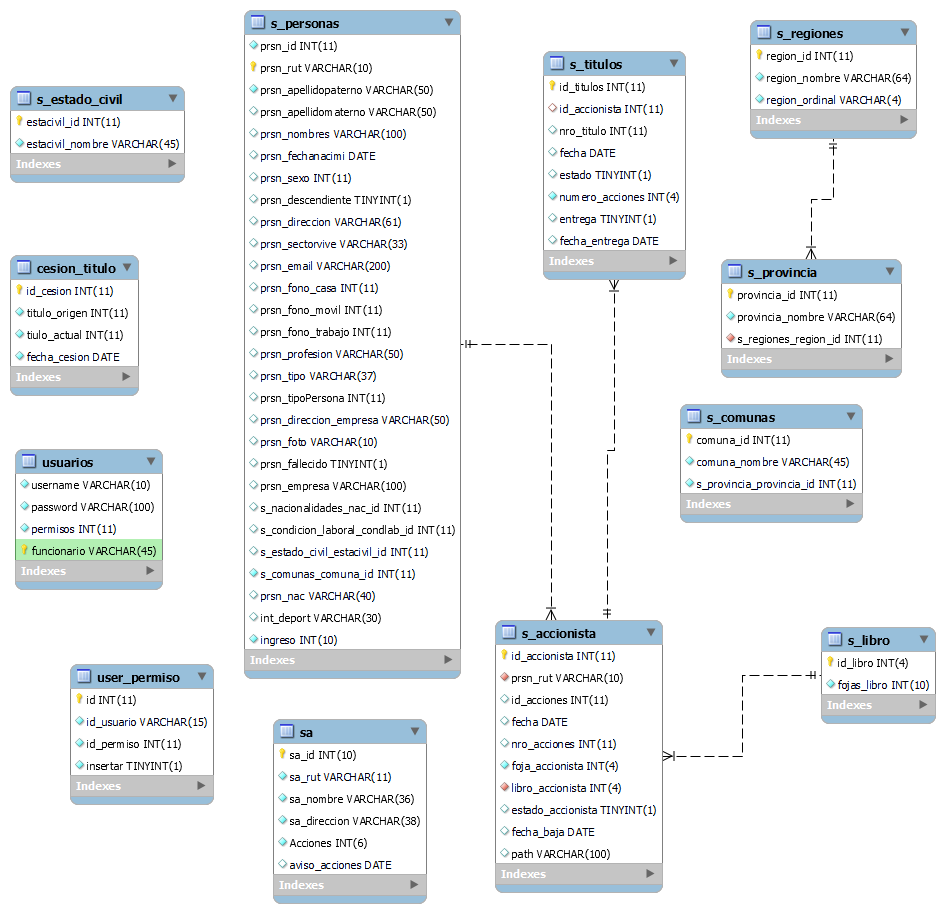 s_estado_civil
estacivil_id INT(11)
estacivil_nombre VARCHAR(45)
Indexes
cesion_titulo
id_cesion INT(11)
titulo_origen INT(11)
tiulo_actual INT(11)
fecha_cesion DATE
Indexes
usuarios
username VARCHAR(10)
password VARCHAR(100)
permisos INT(11)
funcionario VARCHAR(45)
Indexes
user_permiso
id INT(11)
id_usuario VARCHAR(15)
id_permiso INT(11)
insertar TINYINT(1)
Indexes
s_personas
prsn_id INT(11)
prsn_rut VARCHAR(10)
prsn_apellidopaterno VARCHAR(50)
prsn_apellidomaterno VARCHAR(50)
prsn_nombres VARCHAR(100)
prsn_fechanacimi DATE
prsn_sexo INT(11)
prsn_descendiente TINYINT(1)
prsn_direccion VARCHAR(61)
prsn_sectorvive VARCHAR(33)
prsn_email VARCHAR(200)
prsn_fono_casa INT(11)
prsn_fono_movil INT(11)
prsn_fono_trabajo INT(11)
prsn_profesion VARCHAR(50)
prsn_tipo VARCHAR(37)
prsn_tipoPersona INT(11)
prsn_direccion_empresa VARCHAR(50)
prsn_foto VARCHAR(10)
prsn_fallecido TINYINT(1)
prsn_empresa VARCHAR(100)
s_nacionalidades_nac_id INT(11)
s_condicion_laboral_condlab_id INT(11)
s_estado_civil_estacivil_id INT(11)
s_comunas_comuna_id INT(11)
prsn_nac VARCHAR(40)
int_deport VARCHAR(30)
ingreso INT(10)
Indexes
sa
sa_id INT(10)
sa_rut VARCHAR(11)
sa_nombre VARCHAR(36)
sa_direccion VARCHAR(38)
Acciones INT(6)
aviso_acciones DATE
Indexes
s_titulos
id_titulos INT(11)
id_accionista INT(11)
nro_titulo INT(11)
fecha DATE
estado TINYINT(1)
numero_acciones INT(4)
entrega TINYINT(1)
fecha_entrega DATE
Indexes
s_regiones
region_id INT(11)
region_nombre VARCHAR(64)
region_ordinal VARCHAR(4)
Indexes
s_provincia
provincia_id INT(11)
provincia_nombre VARCHAR(64)
s_regiones_region_id INT(11)
Indexes
s_comunas
comuna_id INT(11)
comuna_nombre VARCHAR(45)
s_provincia_provincia_id INT(11)
Indexes
s_accionista
id_accionista INT(11)
prsn_rut VARCHAR(10)
id_acciones INT(11)
fecha DATE
nro_acciones INT(11)
foja_accionista INT(4)
libro_accionista INT(4)
estado_accionista TINYINT(1)
fecha_baja DATE
path VARCHAR(100)
Indexes
s_libro
id_libro INT(4)
fojas_libro INT(10)
Indexes